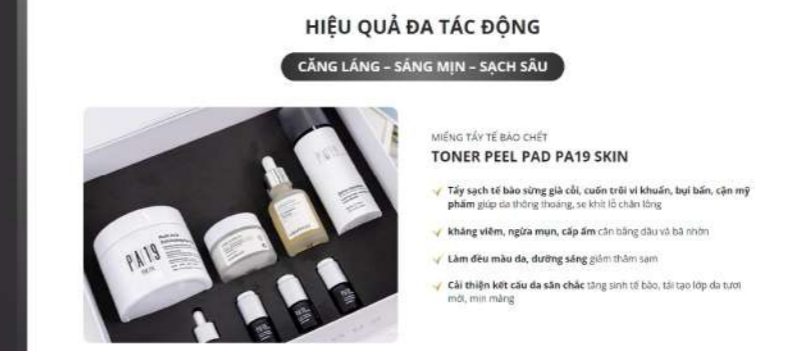 HIỆU QUẢ ĐA TÁC ĐỘNG
CĂNG LÁNG – SÁNG MỊN – SẠCH SÂU
MIẾNG TẨY TẾ BÀO CHẾT
TONER PEEL PAD PA19 SKIN
Tẩy sạch tế bào sừng già cỗi, cuốn trôi vi khuẩn, bụi bẩn, cặn mỹ
phẩm giúp da thông thoáng, se khít lỗ chân lông
kháng viêm, ngừa mụn, cấp ẩm cân bằng dầu và bã nhờn
Làm đều màu da, dưỡng sáng giảm thâm sạm
Cải thiện kết cấu da săn chắc tăng sinh tế bào, tái tạo lớp da tươi
mới, mịn màng
PA19